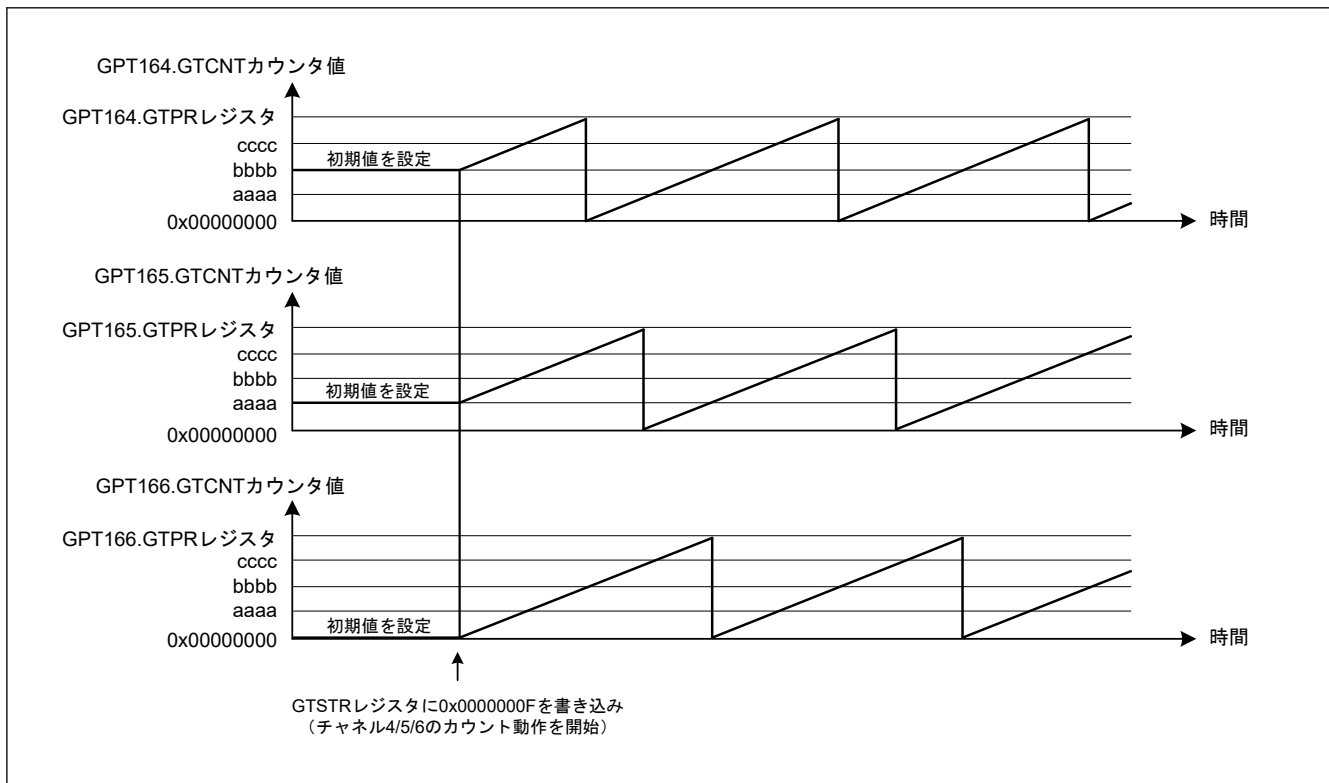 GPT164.GTCNTカウンタ値
GPT164.GTPRレジスタ
cccc
bbbb
aaaa
0x00000000
初期値を設定
時間
GPT165.GTCNTカウンタ値
GPT165.GTPRレジスタ
cccc
bbbb
aaaa
0x00000000
初期値を設定
時間
GPT166.GTCNTカウンタ値
GPT166.GTPRレジスタ
cccc
bbbb
aaaa
0x00000000
初期値を設定
時間
GTSTRレジスタに0x0000000Fを書き込み
（チャネル4/5/6のカウント動作を開始）